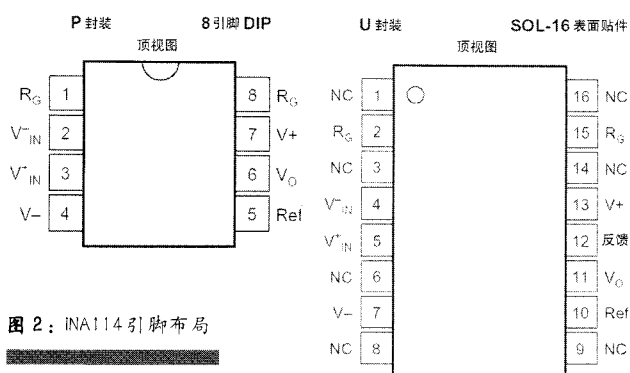 P 封装 8引脚 DIP
顶视图
RG 1 8 RG
V−IN 2 7 V+
V+IN 3 6 VO
V− 4 5 Ref
U 封装 SOL-16 表面贴件
顶视图
NC 1 16 NC
RG 2 15 RG
NC 3 14 NC
V−IN 4 13 V+
V+IN 5 12 反馈
NC 6 11 VO
V− 7 10 Ref
NC 8 9 NC
图 2：INA114引脚布局